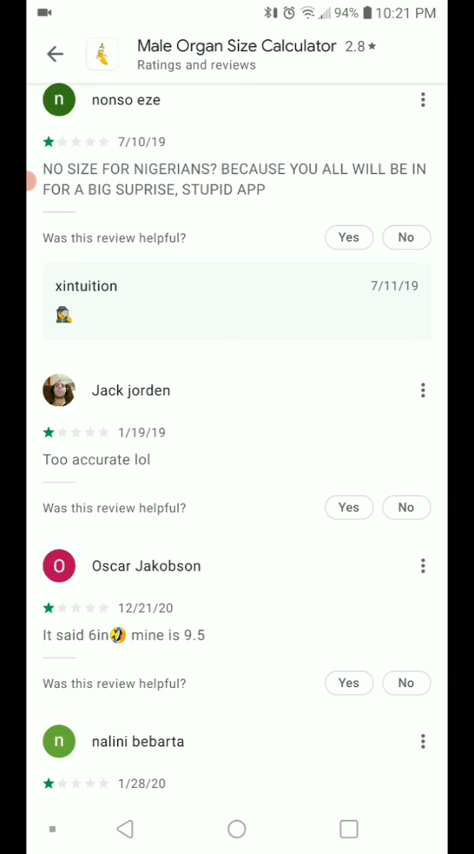 94% 10:21 PM
Male Organ Size Calculator 2.8★
Ratings and reviews
n nonso eze
7/10/19
NO SIZE FOR NIGERIANS? BECAUSE YOU ALL WILL BE IN
FOR A BIG SUPRISE, STUPID APP
Was this review helpful? Yes No
xintuition 7/11/19
Jack jorden
1/19/19
Too accurate lol
Was this review helpful? Yes No
O Oscar Jakobson
12/21/20
It said 6in🤣 mine is 9.5
Was this review helpful? Yes No
n nalini bebarta
1/28/20